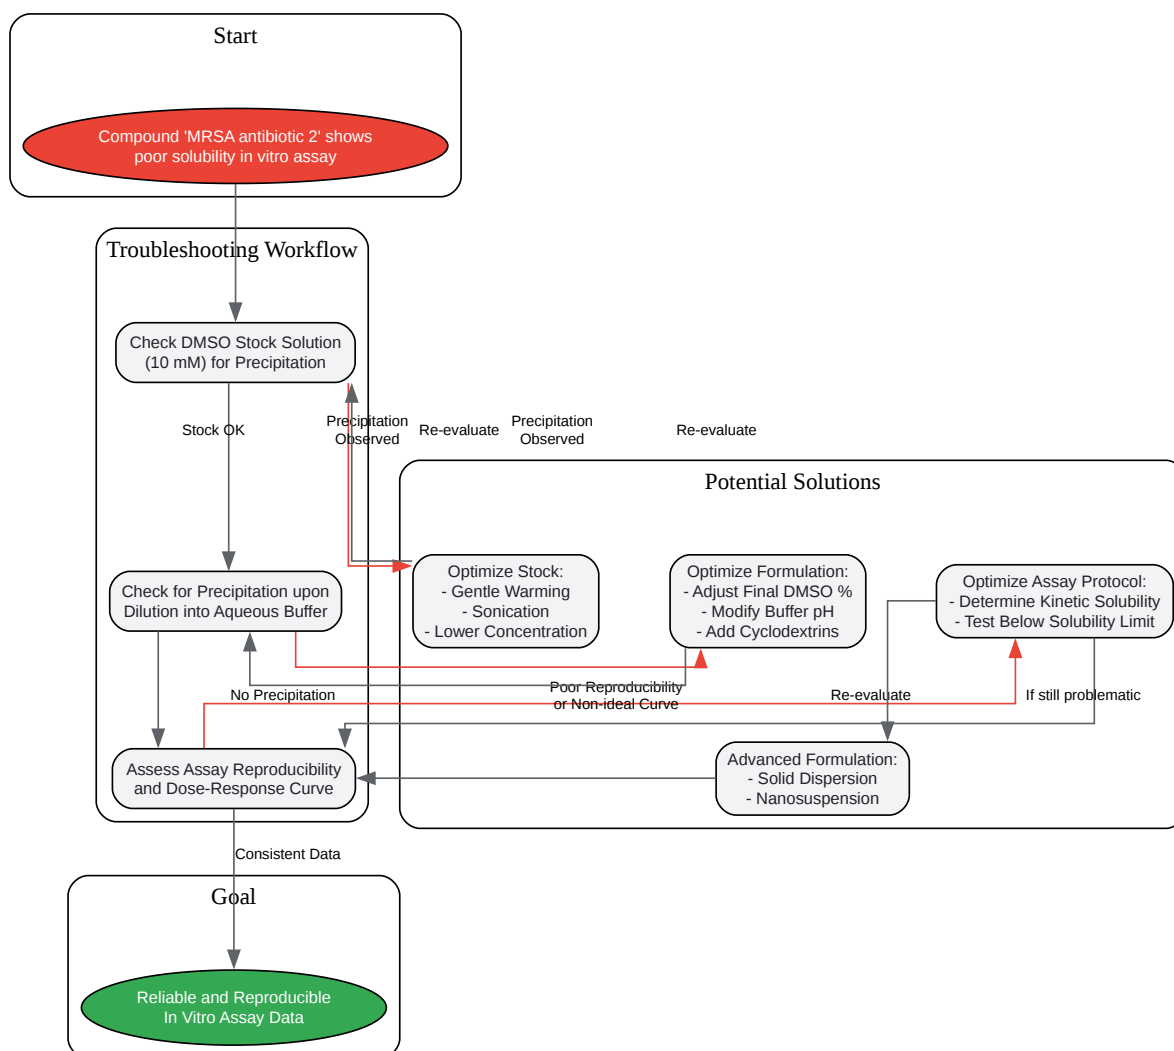 Start
Compound 'MRSA antibiotic 2' shows
poor solubility in vitro assay
Troubleshooting Workflow
Check DMSO Stock Solution
(10 mM) for Precipitation
Stock OK
Precipitation
Observed
Re-evaluate
Precipitation
Observed
Re-evaluate
Potential Solutions
Check for Precipitation upon
Dilution into Aqueous Buffer
Optimize Stock:
- Gentle Warming
- Sonication
- Lower Concentration
Optimize Formulation:
- Adjust Final DMSO %
- Modify Buffer pH
- Add Cyclodextrins
Optimize Assay Protocol:
- Determine Kinetic Solubility
- Test Below Solubility Limit
No Precipitation
Poor Reproducibility
or Non-ideal Curve
Re-evaluate
If still problematic
Assess Assay Reproducibility
and Dose-Response Curve
Advanced Formulation:
- Solid Dispersion
- Nanosuspension
Consistent Data
Goal
Reliable and Reproducible
In Vitro Assay Data